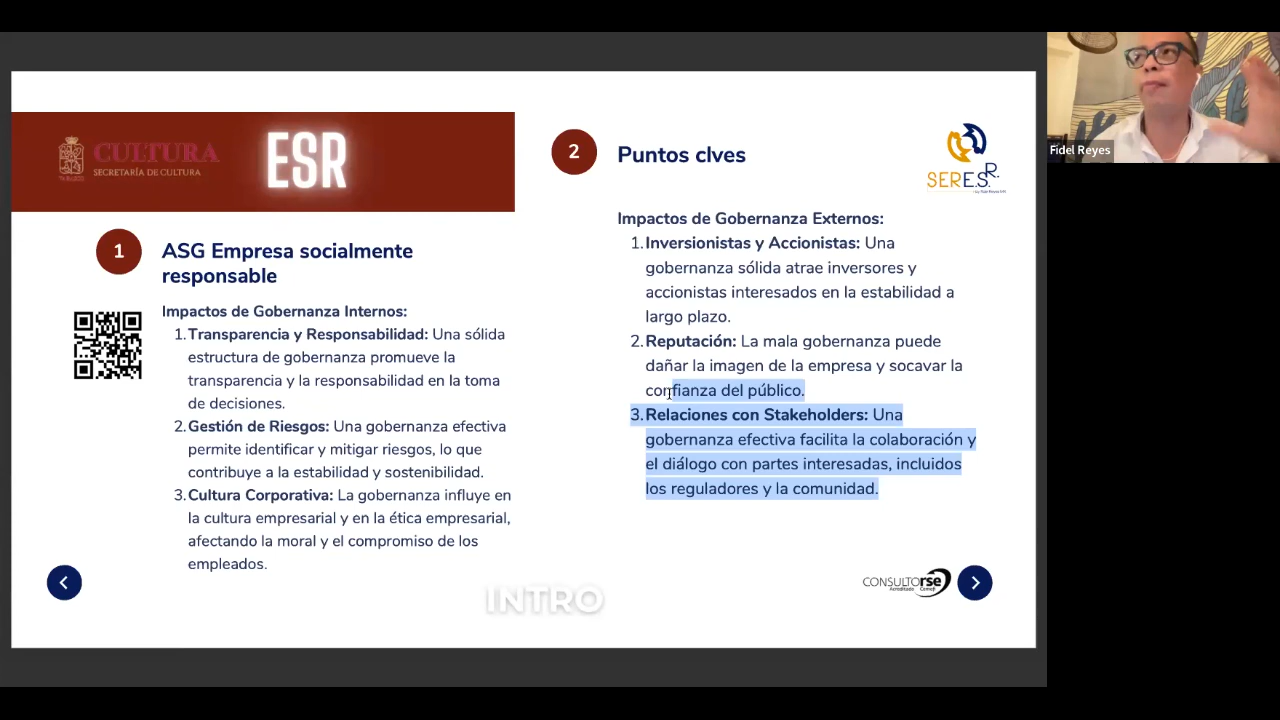 CULTURA
SECRETARÍA DE CULTURA
ESR
1
ASG Empresa socialmente
responsable
Impactos de Gobernanza Internos:
1. Transparencia y Responsabilidad: Una sólida
estructura de gobernanza promueve la
transparencia y la responsabilidad en la toma
de decisiones.
2. Gestión de Riesgos: Una gobernanza efectiva
permite identificar y mitigar riesgos, lo que
contribuye a la estabilidad y sostenibilidad.
3. Cultura Corporativa: La gobernanza influye en
la cultura empresarial y en la ética empresarial,
afectando la moral y el compromiso de los
empleados.
2
Puntos clves
SERE.S.R.
Impactos de Gobernanza Externos:
1. Inversionistas y Accionistas: Una
gobernanza sólida atrae inversores y
accionistas interesados en la estabilidad a
largo plazo.
2. Reputación: La mala gobernanza puede
dañar la imagen de la empresa y socavar la
confianza del público.
3. Relaciones con Stakeholders: Una
gobernanza efectiva facilita la colaboración y
el diálogo con partes interesadas, incluidos
los reguladores y la comunidad.
CONSULTORSE
INTRO
Fidel Reyes